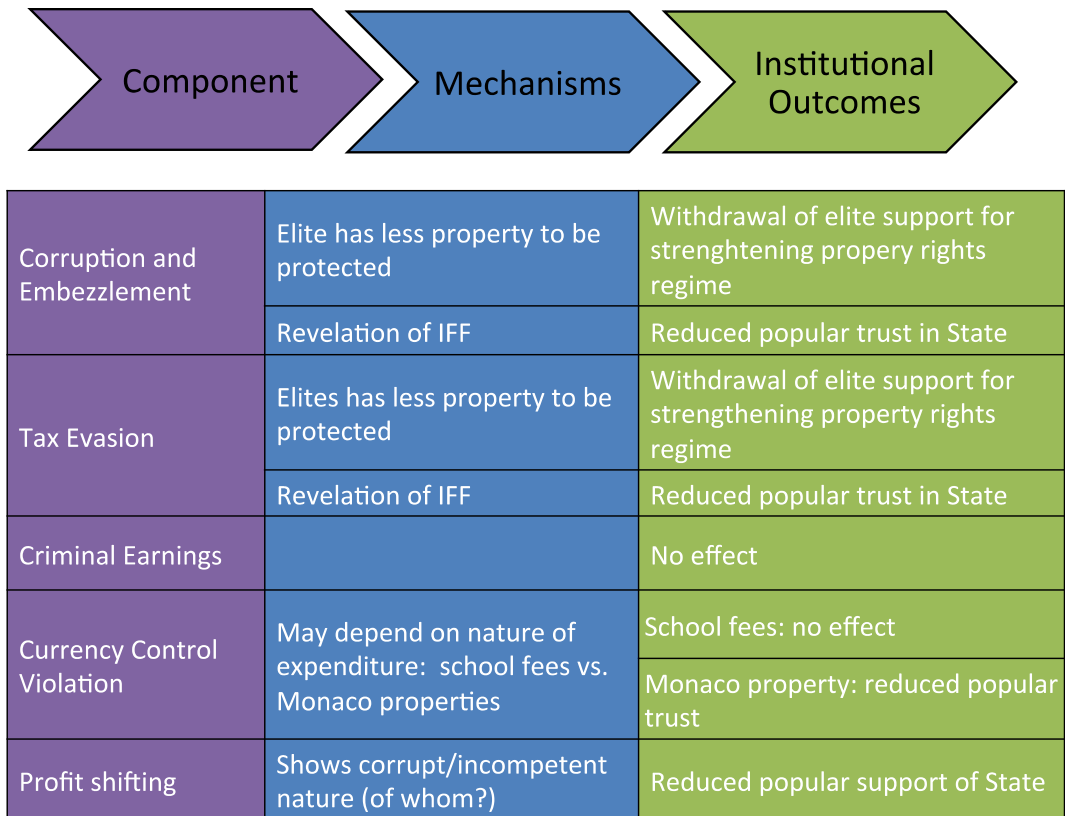 Component
Mechanisms
Institutional
Outcomes
Corruption and
Embezzlement
Elite has less property to be
protected
Withdrawal of elite support for
strenghtening propery rights
regime
Revelation of IFF
Reduced popular trust in State
Tax Evasion
Elites has less property to be
protected
Withdrawal of elite support for
strengthening property rights
regime
Revelation of IFF
Reduced popular trust in State
Criminal Earnings
No effect
Currency Control
Violation
May depend on nature of
expenditure: school fees vs.
Monaco properties
School fees: no effect
Monaco property: reduced popular
trust
Profit shifting
Shows corrupt/incompetent
nature (of whom?)
Reduced popular support of State